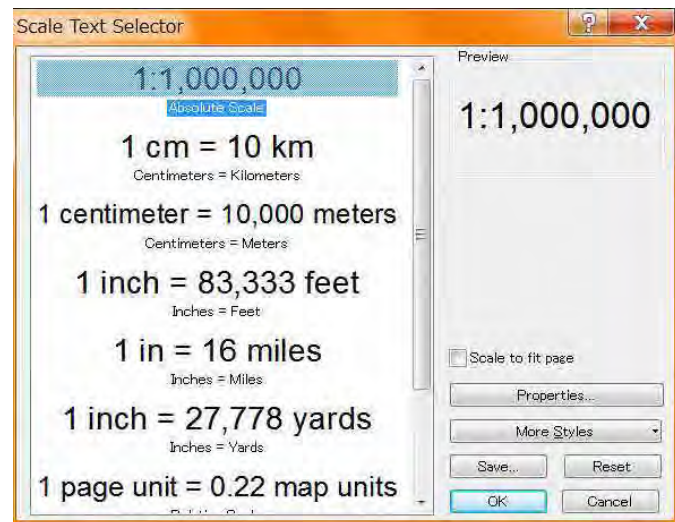 Scale Text Selector
1:1,000,000
Absolute Scale
1 cm = 10 km
Centimeters = Kilometers
1 centimeter = 10,000 meters
Centimeters = Meters
1 inch = 83,333 feet
Inches = Feet
1 in = 16 miles
Inches = Miles
1 inch = 27,778 yards
Inches = Yards
1 page unit = 0.22 map units
Preview
1:1,000,000
Scale to fit page
Properties...
More Styles
Save...
Reset
OK
Cancel